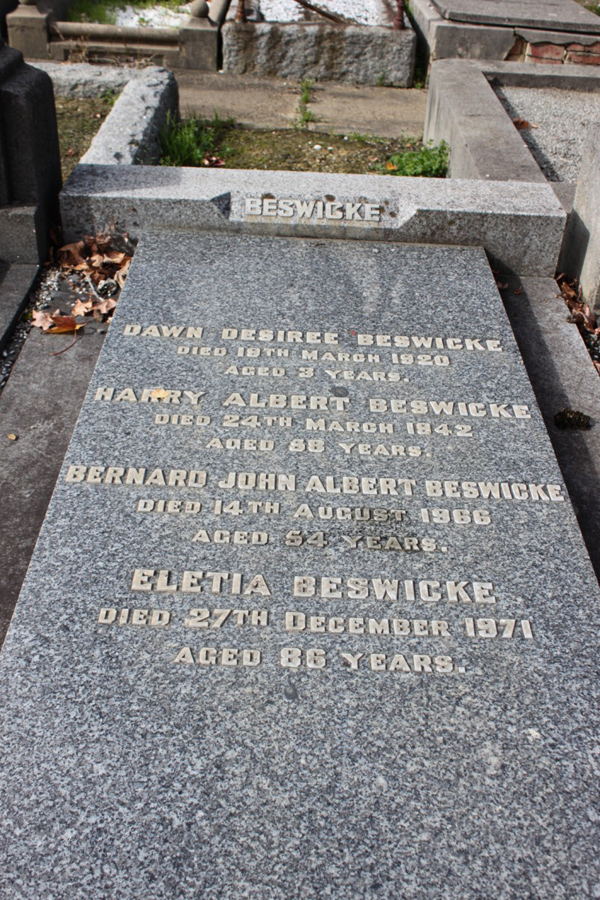 BESWICKE
DAWN DESIREE BESWICKE
DIED 19TH MARCH 1920
AGED 3 YEARS.
HARRY ALBERT BESWICKE
DIED 24TH MARCH 1942
AGED 58 YEARS.
BERNARD JOHN ALBERT BESWICKE
DIED 14TH AUGUST 1966
AGED 54 YEARS.
ELETIA BESWICKE
DIED 27TH DECEMBER 1971
AGED 86 YEARS.